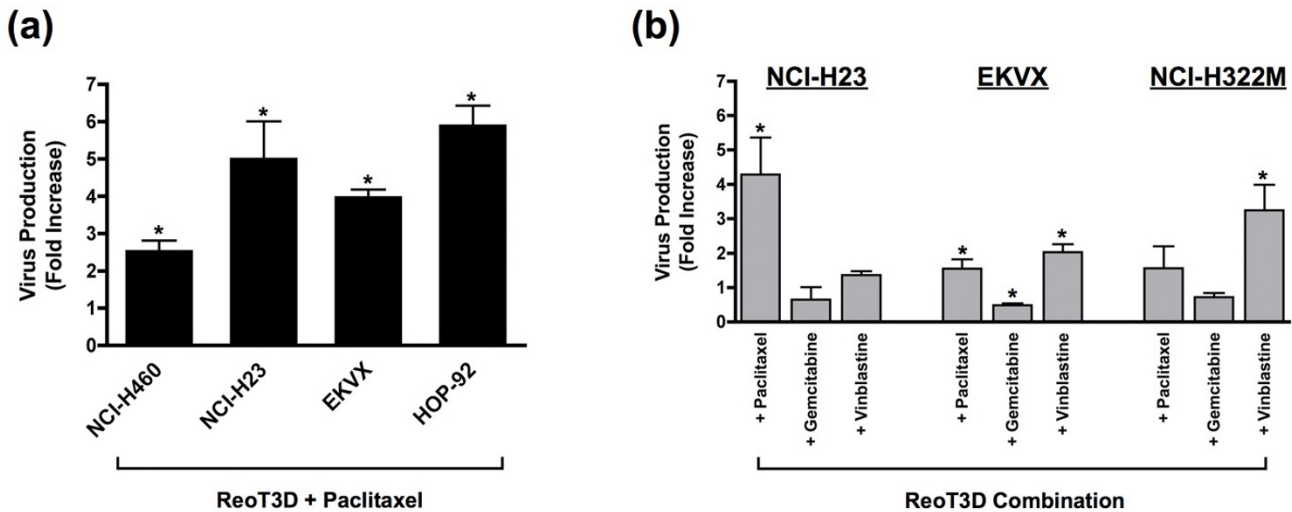 (a)
Virus Production
(Fold Increase)
7
6
5
4
3
2
1
0
*
*
*
*
NCI-H460
NCI-H23
EKVX
HOP-92
ReoT3D + Paclitaxel
(b)
NCI-H23
EKVX
NCI-H322M
Virus Production
(Fold Increase)
7
6
5
4
3
2
1
0
*
*
*
*
*
+ Paclitaxel
+ Gemcitabine
+ Vinblastine
+ Paclitaxel
+ Gemcitabine
+ Vinblastine
+ Paclitaxel
+ Gemcitabine
+ Vinblastine
ReoT3D Combination